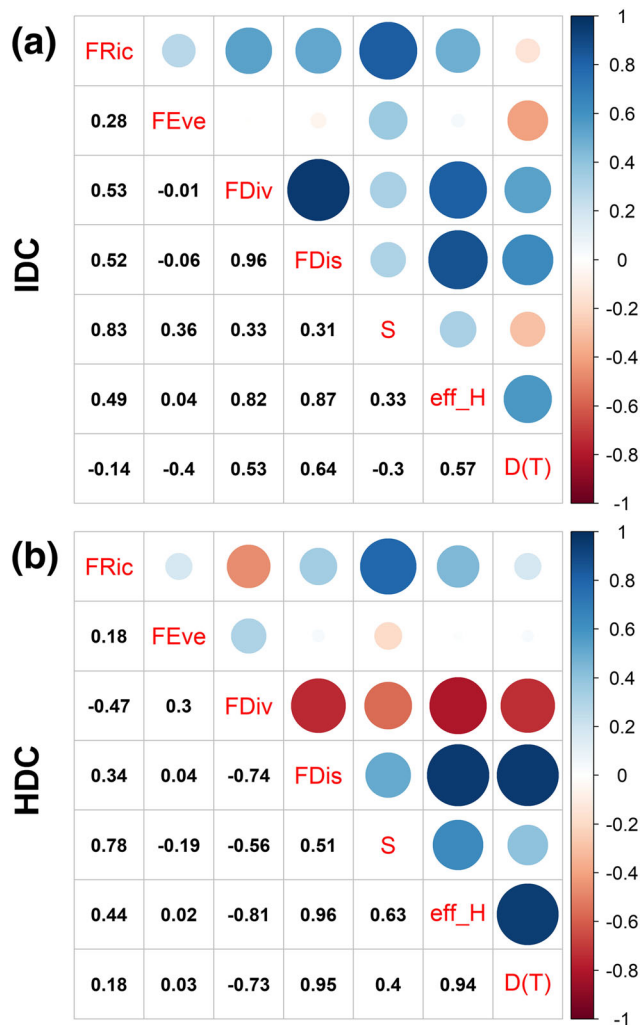 (a)
IDC
FRic
0.28 FEve
0.53 -0.01 FDiv
0.52 -0.06 0.96 FDis
0.83 0.36 0.33 0.31 S
0.49 0.04 0.82 0.87 0.33 eff_H
-0.14 -0.4 0.53 0.64 -0.3 0.57 D(T)
1
0.8
0.6
0.4
0.2
0
-0.2
-0.4
-0.6
-0.8
-1
(b)
HDC
FRic
0.18 FEve
-0.47 0.3 FDiv
0.34 0.04 -0.74 FDis
0.78 -0.19 -0.56 0.51 S
0.44 0.02 -0.81 0.96 0.63 eff_H
0.18 0.03 -0.73 0.95 0.4 0.94 D(T)
1
0.8
0.6
0.4
0.2
0
-0.2
-0.4
-0.6
-0.8
-1